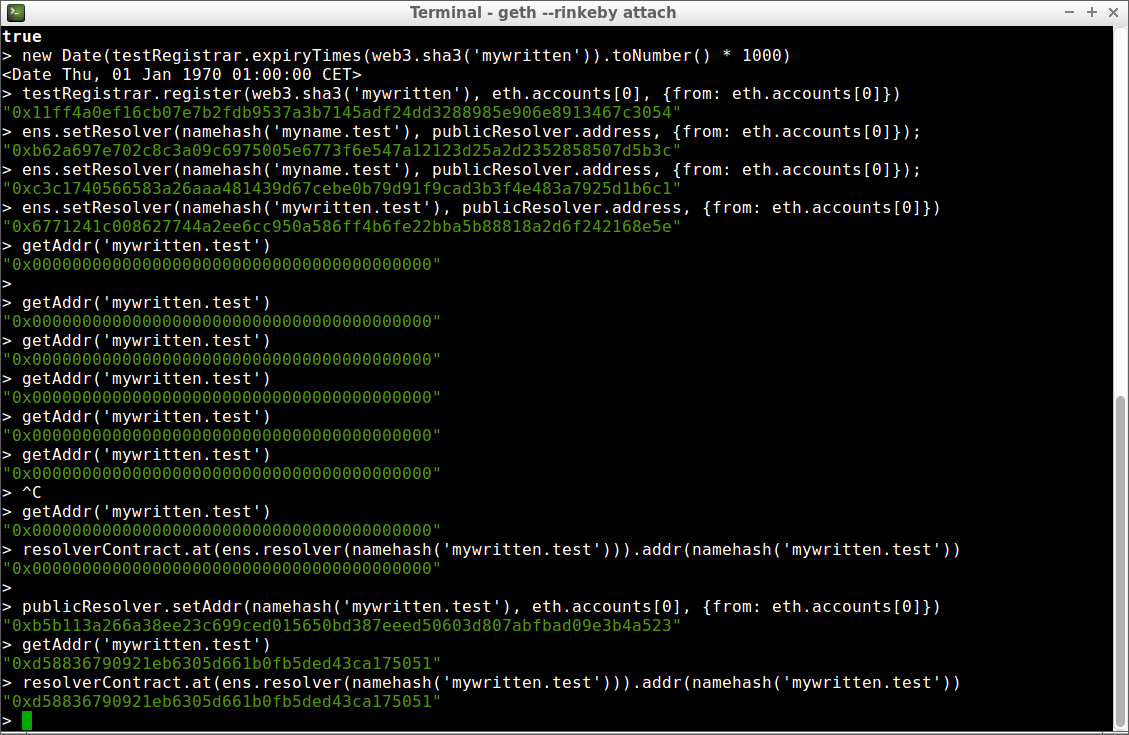 Terminal - geth --rinkeby attach
true
> new Date(testRegistrar.expiryTimes(web3.sha3('mywritten')).toNumber() * 1000)
<Date Thu, 01 Jan 1970 01:00:00 CET>
> testRegistrar.register(web3.sha3('mywritten'), eth.accounts[0], {from: eth.accounts[0]})
"0x11ff4a0ef16cb07e7b2fdb9537a3b7145adf24dd3288985e906e8913467c3054"
> ens.setResolver(namehash('myname.test'), publicResolver.address, {from: eth.accounts[0]});
"0xb62a697e702c8c3a09c6975005e6773f6e547a12123d25a2d2352858507d5b3c"
> ens.setResolver(namehash('myname.test'), publicResolver.address, {from: eth.accounts[0]});
"0xc3c1740566583a26aaa481439d67cebe0b79d91f9cad3b3f4e483a7925d1b6c1"
> ens.setResolver(namehash('mywritten.test'), publicResolver.address, {from: eth.accounts[0]})
"0x6771241c008627744a2ee6cc950a586ff4b6fe22bba5b88818a2d6f242168e5e"
> getAddr('mywritten.test')
"0x0000000000000000000000000000000000000000"
>
> getAddr('mywritten.test')
"0x0000000000000000000000000000000000000000"
> getAddr('mywritten.test')
"0x0000000000000000000000000000000000000000"
> getAddr('mywritten.test')
"0x0000000000000000000000000000000000000000"
> getAddr('mywritten.test')
"0x0000000000000000000000000000000000000000"
> getAddr('mywritten.test')
"0x0000000000000000000000000000000000000000"
> ^C
> getAddr('mywritten.test')
"0x0000000000000000000000000000000000000000"
> resolverContract.at(ens.resolver(namehash('mywritten.test'))).addr(namehash('mywritten.test'))
"0x0000000000000000000000000000000000000000"
>
> publicResolver.setAddr(namehash('mywritten.test'), eth.accounts[0], {from: eth.accounts[0]})
"0xb5b113a266a38ee23c699ced015650bd387eeed50603d807abfbad09e3b4a523"
> getAddr('mywritten.test')
"0xd58836790921eb6305d661b0fb5ded43ca175051"
> resolverContract.at(ens.resolver(namehash('mywritten.test'))).addr(namehash('mywritten.test'))
"0xd58836790921eb6305d661b0fb5ded43ca175051"
>